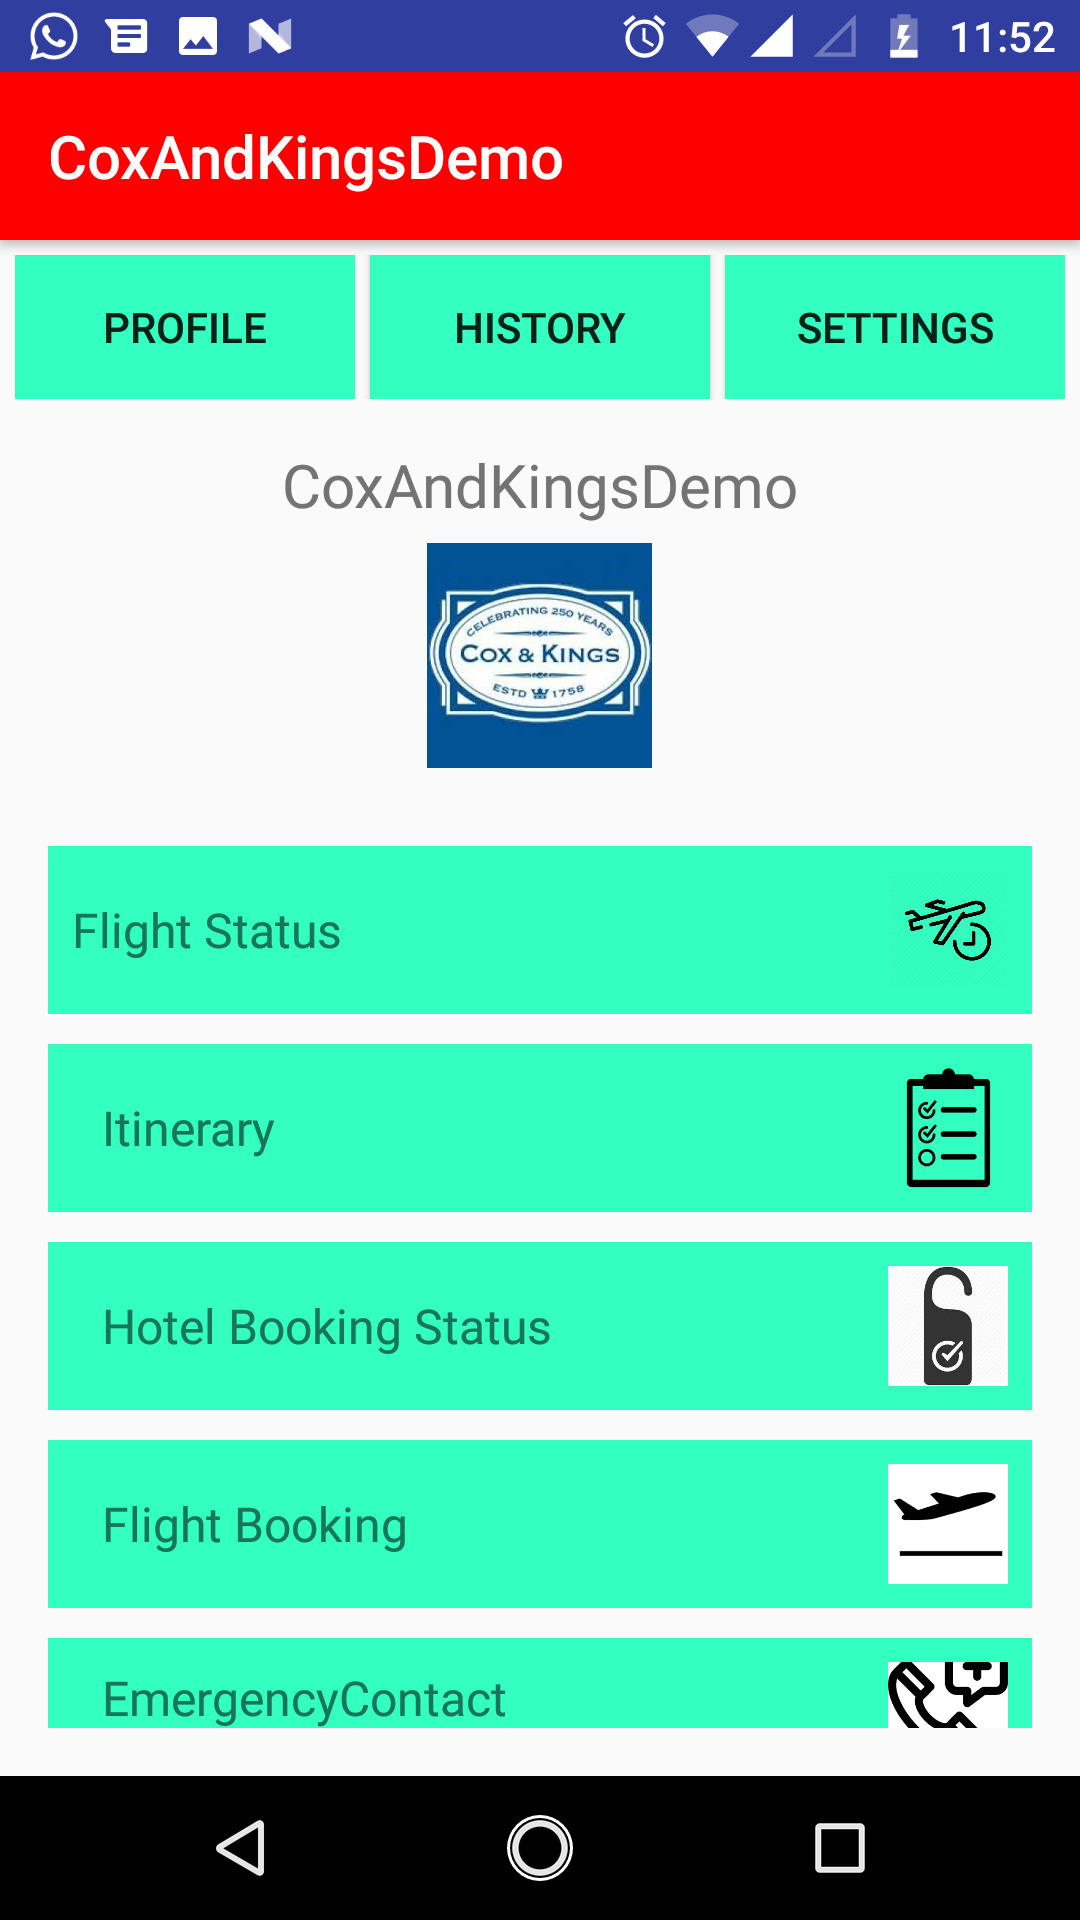 11:52
CoxAndKingsDemo
PROFILE HISTORY SETTINGS
CoxAndKingsDemo
CELEBRATING 250 YEARS
COX & KINGS
ESTD 1758
Flight Status
Itinerary
Hotel Booking Status
Flight Booking
EmergencyContact